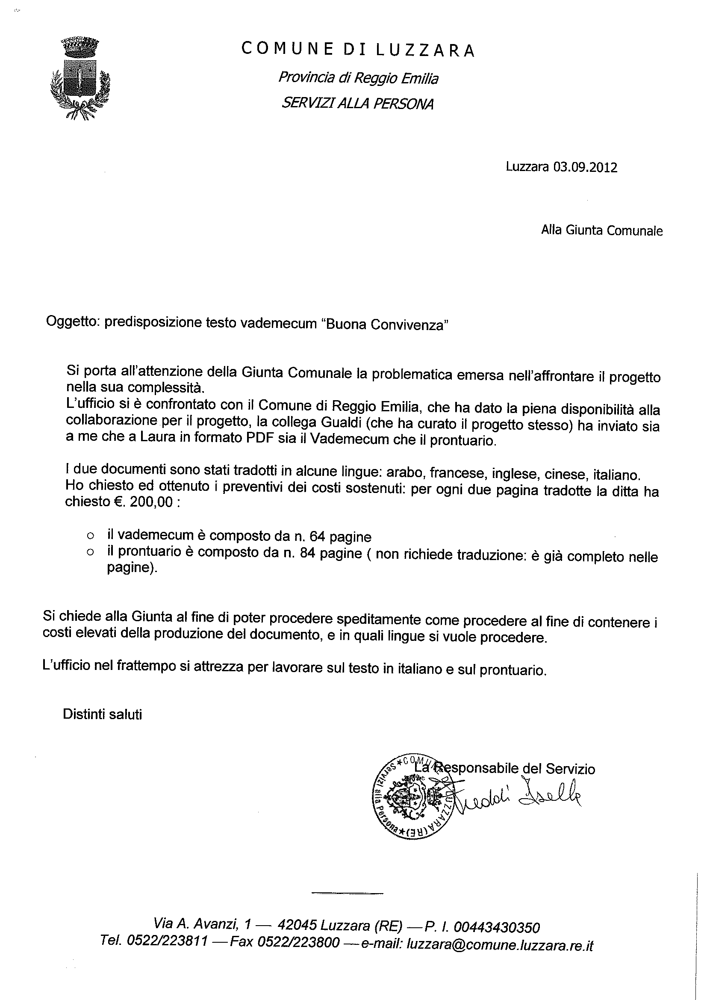 COMUNE DI LUZZARA
Provincia di Reggio Emilia
SERVIZI ALLA PERSONA
Luzzara 03.09.2012
Alla Giunta Comunale
Oggetto: predisposizione testo vademecum “Buona Convivenza”
Si porta all’attenzione della Giunta Comunale la problematica emersa nell’affrontare il progetto
nella sua complessità.
L’ufficio si è confrontato con il Comune di Reggio Emilia, che ha dato la piena disponibilità alla
collaborazione per il progetto, la collega Gualdi (che ha curato il progetto stesso) ha inviato sia
a me che a Laura in formato PDF sia il Vademecum che il prontuario.
I due documenti sono stati tradotti in alcune lingue: arabo, francese, inglese, cinese, italiano.
Ho chiesto ed ottenuto i preventivi dei costi sostenuti: per ogni due pagina tradotte la ditta ha
chiesto €. 200,00 :
o il vademecum è composto da n. 64 pagine
o il prontuario è composto da n. 84 pagine ( non richiede traduzione: è già completo nelle
pagine).
Si chiede alla Giunta al fine di poter procedere speditamente come procedere al fine di contenere i
costi elevati della produzione del documento, e in quali lingue si vuole procedere.
L’ufficio nel frattempo si attrezza per lavorare sul testo in italiano e sul prontuario.
Distinti saluti
La Responsabile del Servizio
Freddi Isella
★COMUNE DI LUZZARA(RE)★Servizi alla Persona
Via A. Avanzi, 1 — 42045 Luzzara (RE) — P. I. 00443430350
Tel. 0522/223811 — Fax 0522/223800 — e-mail: luzzara@comune.luzzara.re.it